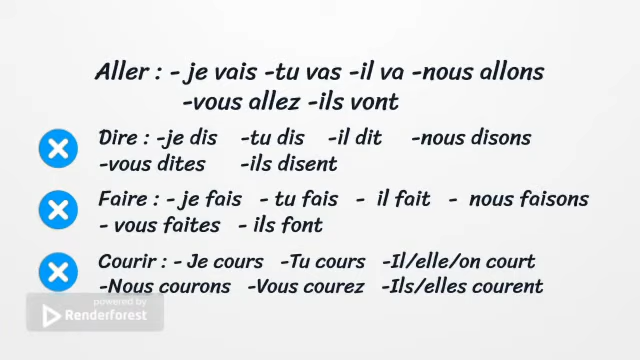 Aller : - je vais -tu vas -il va -nous allons
-vous allez -ils vont
Dire : -je dis -tu dis -il dit -nous disons
-vous dites -ils disent
Faire : - je fais - tu fais - il fait - nous faisons
- vous faites - ils font
Courir : - Je cours -Tu cours -Il/elle/on court
-Nous courons -Vous courez -Ils/elles courent
powered by
Renderforest